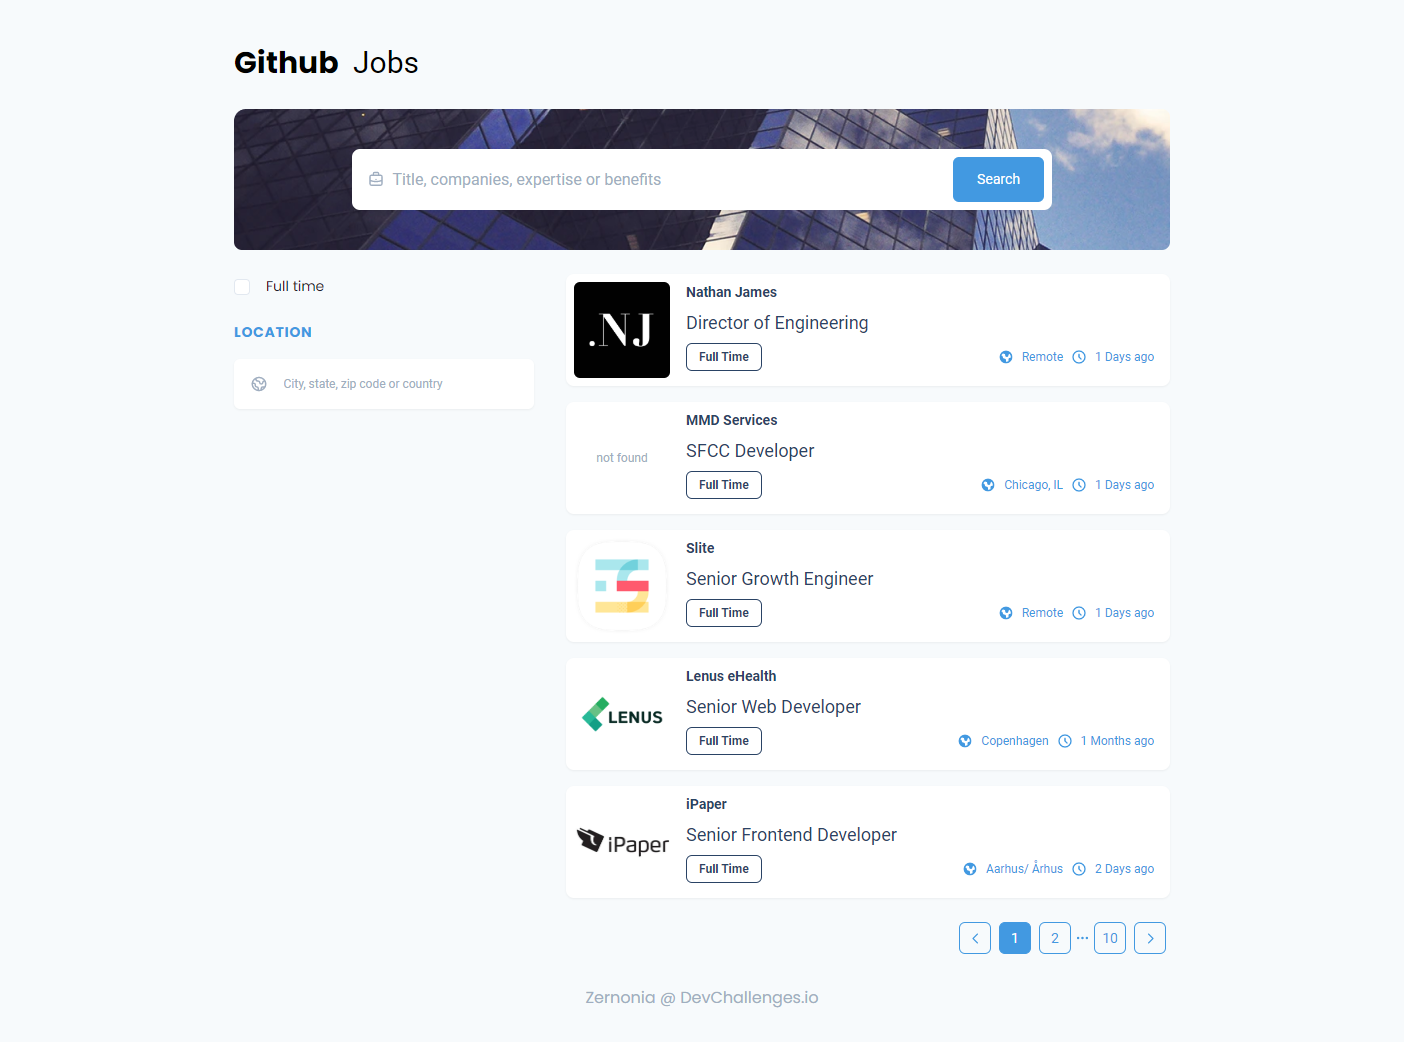 Github Jobs
Title, companies, expertise or benefits
Search
Full time
LOCATION
City, state, zip code or country
.NJ
Nathan James
Director of Engineering
Full Time
Remote
1 Days ago
not found
MMD Services
SFCC Developer
Full Time
Chicago, IL
1 Days ago
Slite
Senior Growth Engineer
Full Time
Remote
1 Days ago
LENUS
Lenus eHealth
Senior Web Developer
Full Time
Copenhagen
1 Months ago
iPaper
iPaper
Senior Frontend Developer
Full Time
Aarhus/ Århus
2 Days ago
1 2 ··· 10
Zernonia @ DevChallenges.io